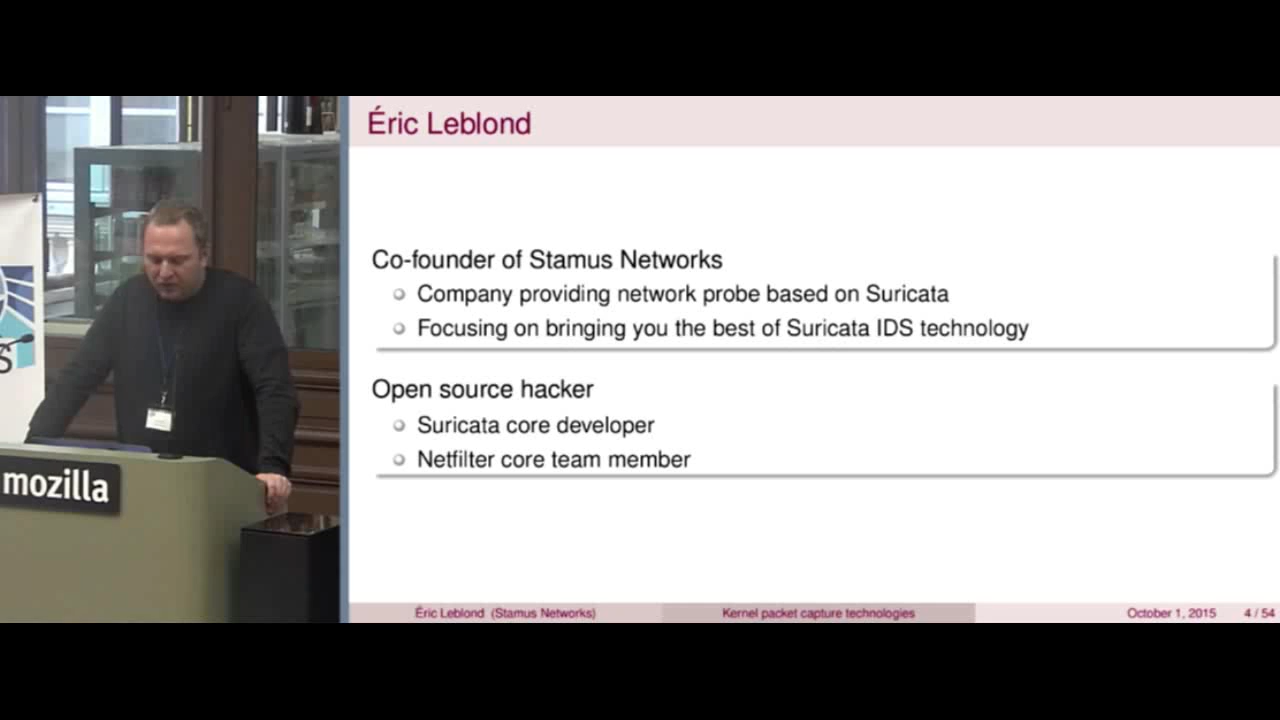 Éric Leblond
Co-founder of Stamus Networks
Company providing network probe based on Suricata
Focusing on bringing you the best of Suricata IDS technology
Open source hacker
Suricata core developer
Netfilter core team member
Éric Leblond (Stamus Networks)
Kernel packet capture technologies
October 1, 2015
4 / 54
mozilla